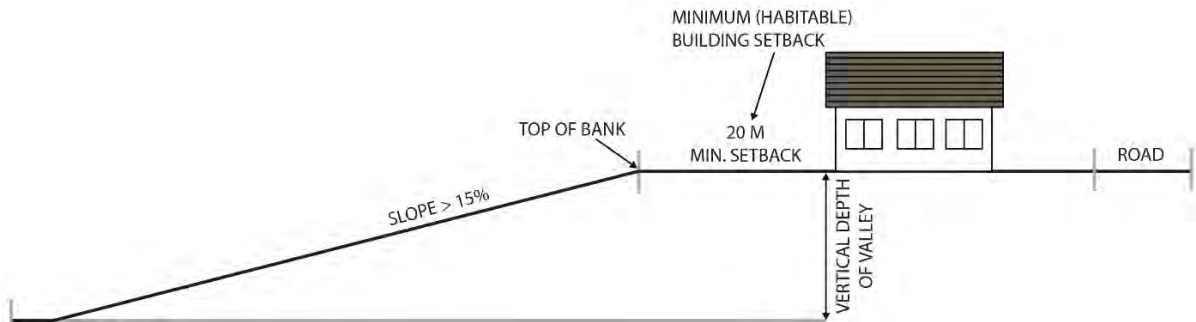 MINIMUM (HABITABLE)
BUILDING SETBACK
TOP OF BANK
20 M
MIN. SETBACK
ROAD
SLOPE > 15%
VERTICAL DEPTH
OF VALLEY